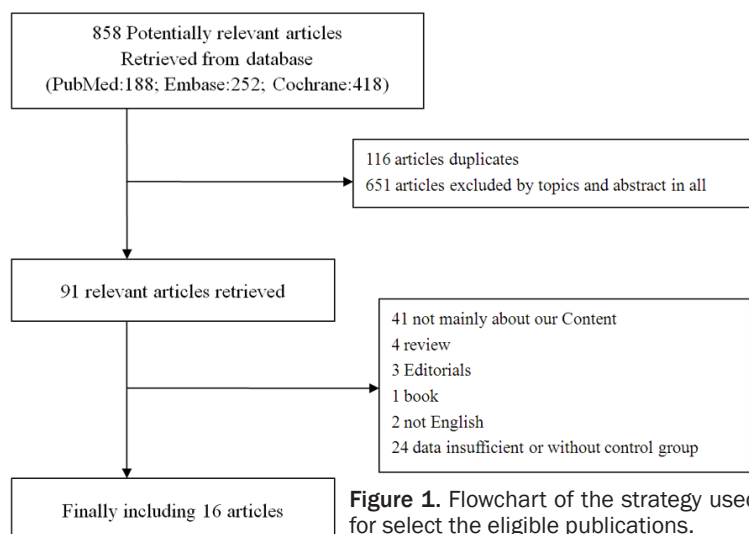 858 Potentially relevant articles
Retrieved from database
(PubMed:188; Embase:252; Cochrane:418)
116 articles duplicates
651 articles excluded by topics and abstract in all
91 relevant articles retrieved
41 not mainly about our Content
4 review
3 Editorials
1 book
2 not English
24 data insufficient or without control group
Finally including 16 articles
Figure 1. Flowchart of the strategy used
for select the eligible publications.